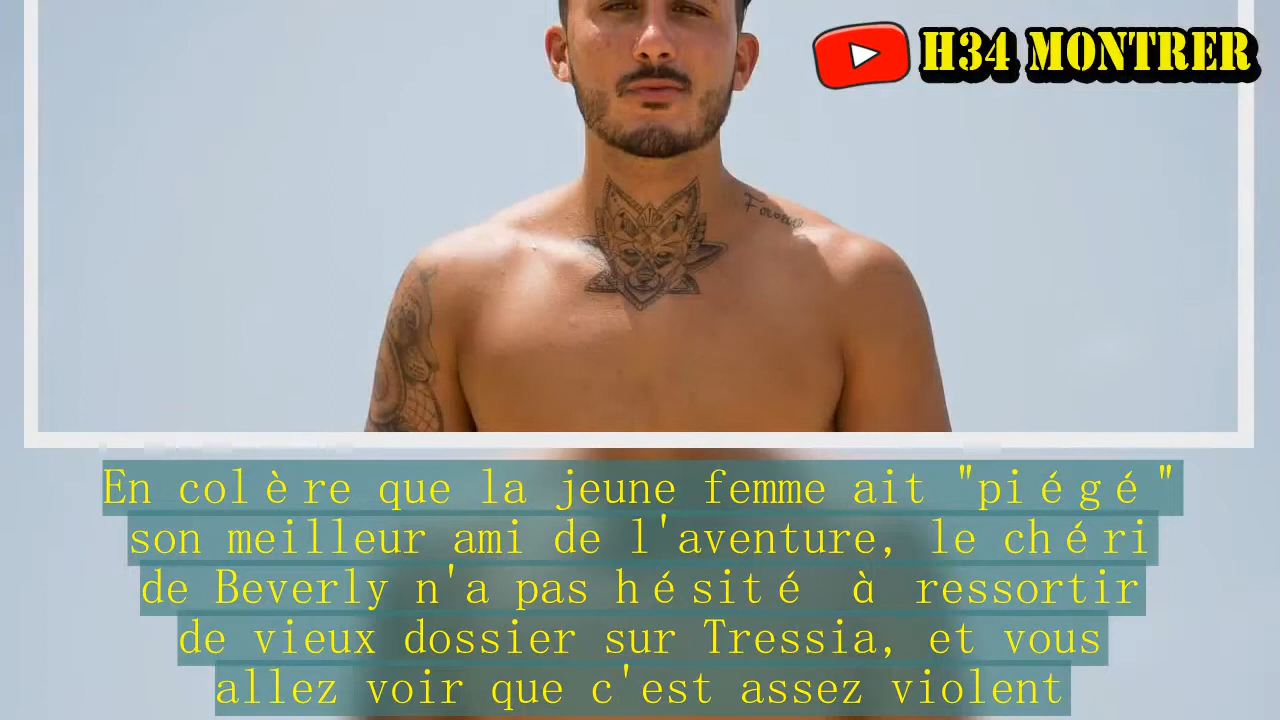 H34 MONTRER
Forever
En colère que la jeune femme ait "piégé"
son meilleur ami de l'aventure, le chéri
de Beverly n'a pas hésité à ressortir
de vieux dossier sur Tressia, et vous
allez voir que c'est assez violent